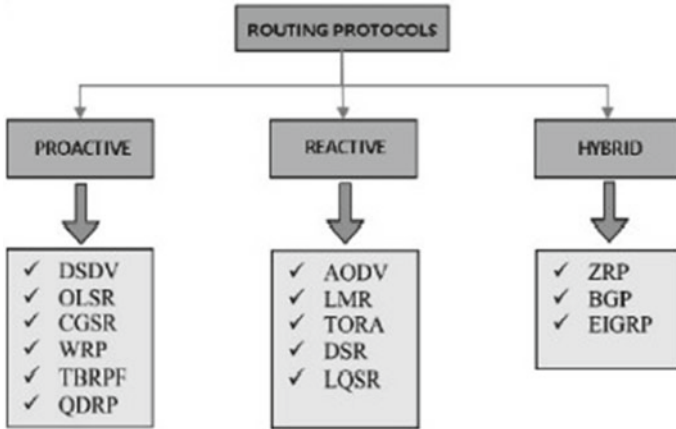 ROUTING PROTOCOLS
PROACTIVE
REACTIVE
HYBRID
✓ DSDV
✓ OLSR
✓ CGSR
✓ WRP
✓ TBRPF
✓ QDRP
✓ AODV
✓ LMR
✓ TORA
✓ DSR
✓ LQSR
✓ ZRP
✓ BGP
✓ EIGRP